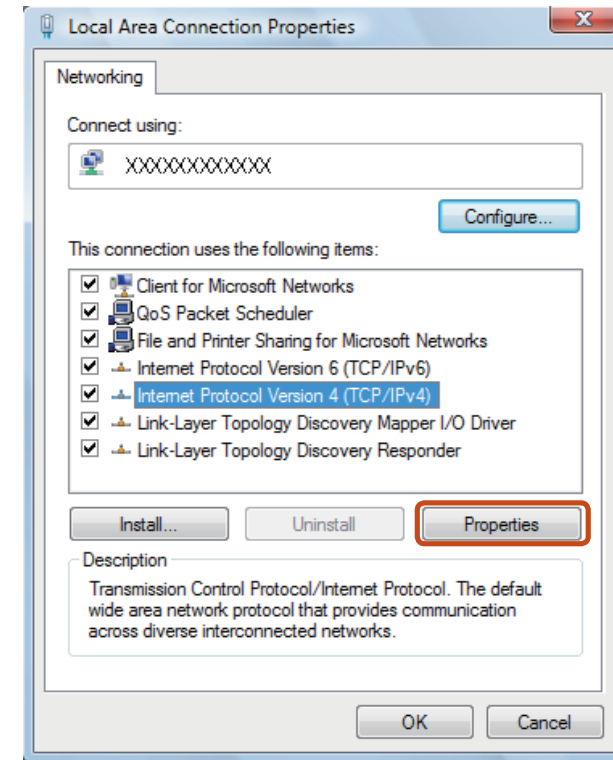 Local Area Connection Properties
Networking
Connect using:
XXXXXXXXXXXX
Configure...
This connection uses the following items:
Client for Microsoft Networks
QoS Packet Scheduler
File and Printer Sharing for Microsoft Networks
Internet Protocol Version 6 (TCP/IPv6)
Internet Protocol Version 4 (TCP/IPv4)
Link-Layer Topology Discovery Mapper I/O Driver
Link-Layer Topology Discovery Responder
Install... Uninstall Properties
Description
Transmission Control Protocol/Internet Protocol. The default
wide area network protocol that provides communication
across diverse interconnected networks.
OK Cancel